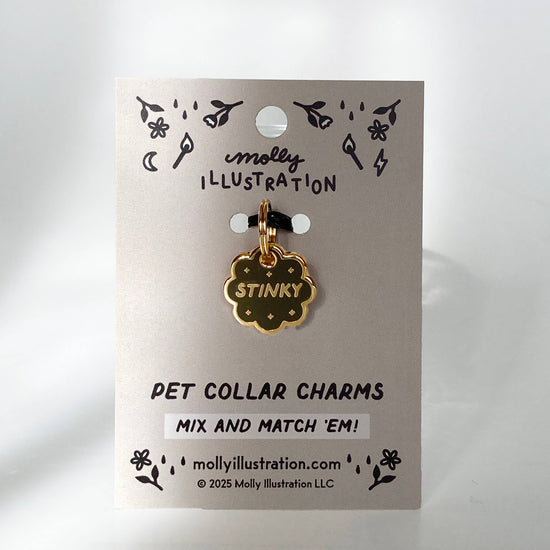 molly
ILLUSTRATION
STINKY
PET COLLAR CHARMS
MIX AND MATCH 'EM!
mollyillustration.com
© 2025 Molly Illustration LLC